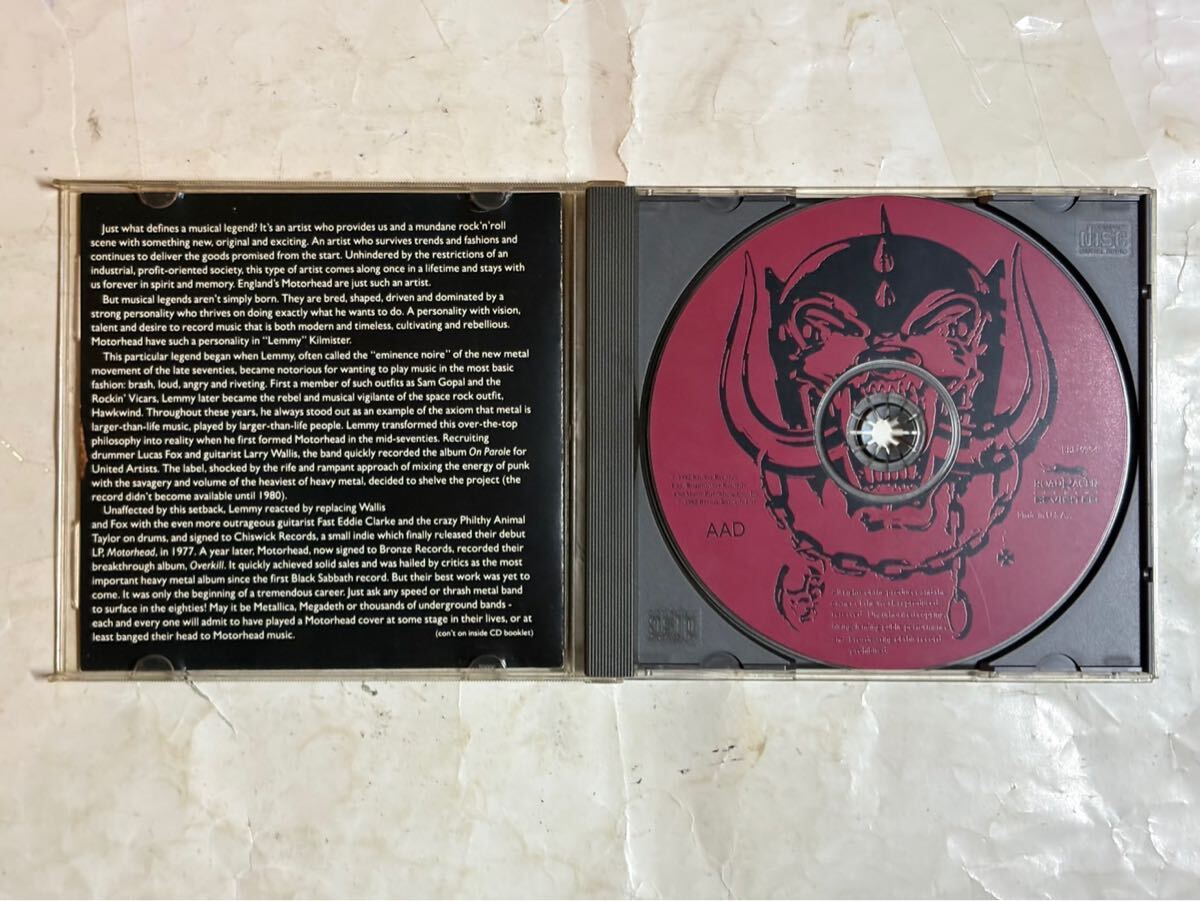 Just what defines a musical legend? It's an artist who provides us and a mundane rock'n'roll
scene with something new, original and exciting. An artist who survives trends and fashions and
continues to deliver the goods promised from the start. Unhindered by the restrictions of an
industrial, profit-oriented society, this type of artist comes along once in a lifetime and stays with
us forever in spirit and memory. England's Motorhead are just such an artist.
But musical legends aren't simply born. They are bred, shaped, driven and dominated by a
strong personality who thrives on doing exactly what he wants to do. A personality with vision,
talent and desire to record music that is both modern and timeless, cultivating and rebellious.
Motorhead have such a personality in "Lemmy" Kilmister.
This particular legend began when Lemmy, often called the "eminence noire" of the new metal
movement of the late seventies, became notorious for wanting to play music in the most basic
fashion: brash, loud, angry and riveting. First a member of such outfits as Sam Gopal and the
Rockin' Vicars, Lemmy later became the rebel and musical vigilante of the space rock outfit,
Hawkwind. Throughout these years, he always stood out as an example of the axiom that metal is
larger-than-life music, played by larger-than-life people. Lemmy transformed this over-the-top
philosophy into reality when he first formed Motorhead in the mid-seventies. Recruiting
drummer Lucas Fox and guitarist Larry Wallis, the band quickly recorded the album On Parole for
United Artists. The label, shocked by the rife and rampant approach of mixing the energy of punk
with the savagery and volume of the heaviest of heavy metal, decided to shelve the project (the
record didn't become available until 1980).
Unaffected by this setback, Lemmy reacted by replacing Wallis
and Fox with the even more outrageous guitarist Fast Eddie Clarke and the crazy Philthy Animal
Taylor on drums, and signed to Chiswick Records, a small indie which finally released their debut
LP, Motorhead, in 1977. A year later, Motorhead, now signed to Bronze Records, recorded their
breakthrough album, Overkill. It quickly achieved solid sales and was hailed by critics as the most
important heavy metal album since the first Black Sabbath record. But their best work was yet to
come. It was only the beginning of a tremendous career. Just ask any speed or thrash metal band
to surface in the eighties! May it be Metallica, Megadeth or thousands of underground bands -
each and every one will admit to have played a Motorhead cover at some stage in their lives, or at
least banged their head to Motorhead music.
(con't on inside CD booklet)
disc
AAD
ROADRACER
REVISITED
Made in U.S.A.
disc